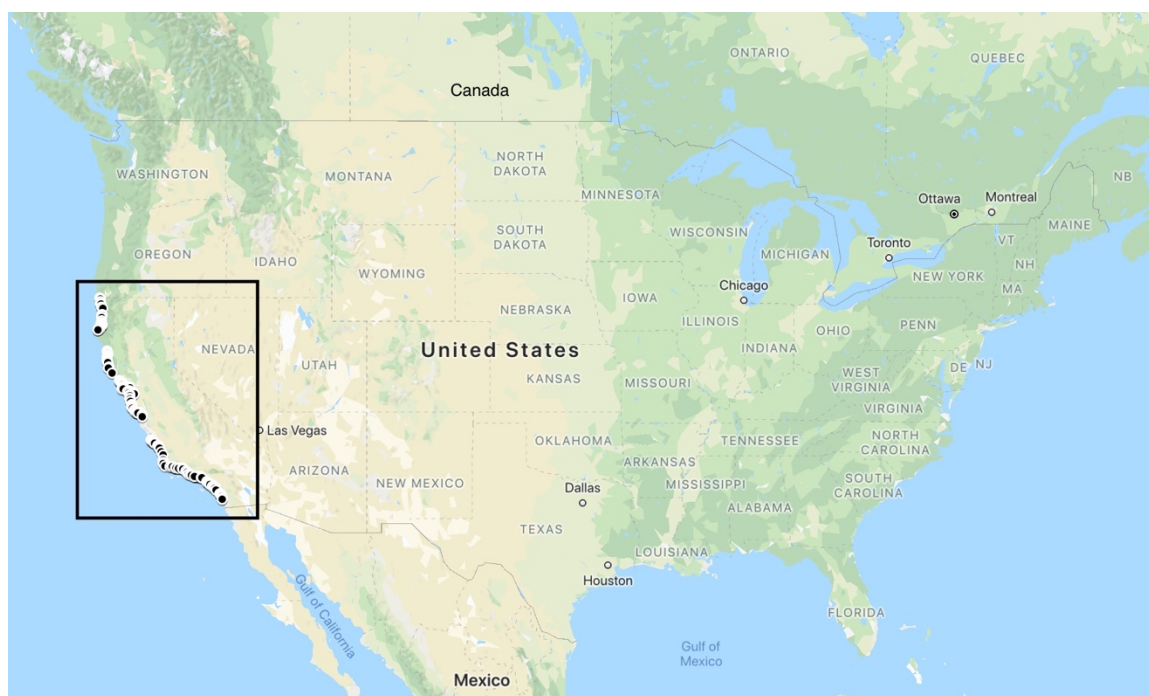 ONTARIO
QUEBEC
Canada
WASHINGTON
MONTANA
NORTH
DAKOTA
MINNESOTA
NB
Ottawa
Montreal
MAINE
OREGON
IDAHO
SOUTH
DAKOTA
WISCONSIN
MICHIGAN
Toronto
VT
NH
WYOMING
NEW YORK
MA
Chicago
NEBRASKA
IOWA
ILLINOIS
INDIANA
OHIO
PENN
NEVADA
UTAH
United States
KANSAS
MISSOURI
WEST
VIRGINIA
DE
NJ
VIRGINIA
Las Vegas
OKLAHOMA
TENNESSEE
NORTH
CAROLINA
ARIZONA
NEW MEXICO
ARKANSAS
MISSISSIPPI
SOUTH
CAROLINA
Dallas
ALABAMA
TEXAS
LOUISIANA
Houston
FLORIDA
Gulf of California
Gulf of
Mexico
Mexico